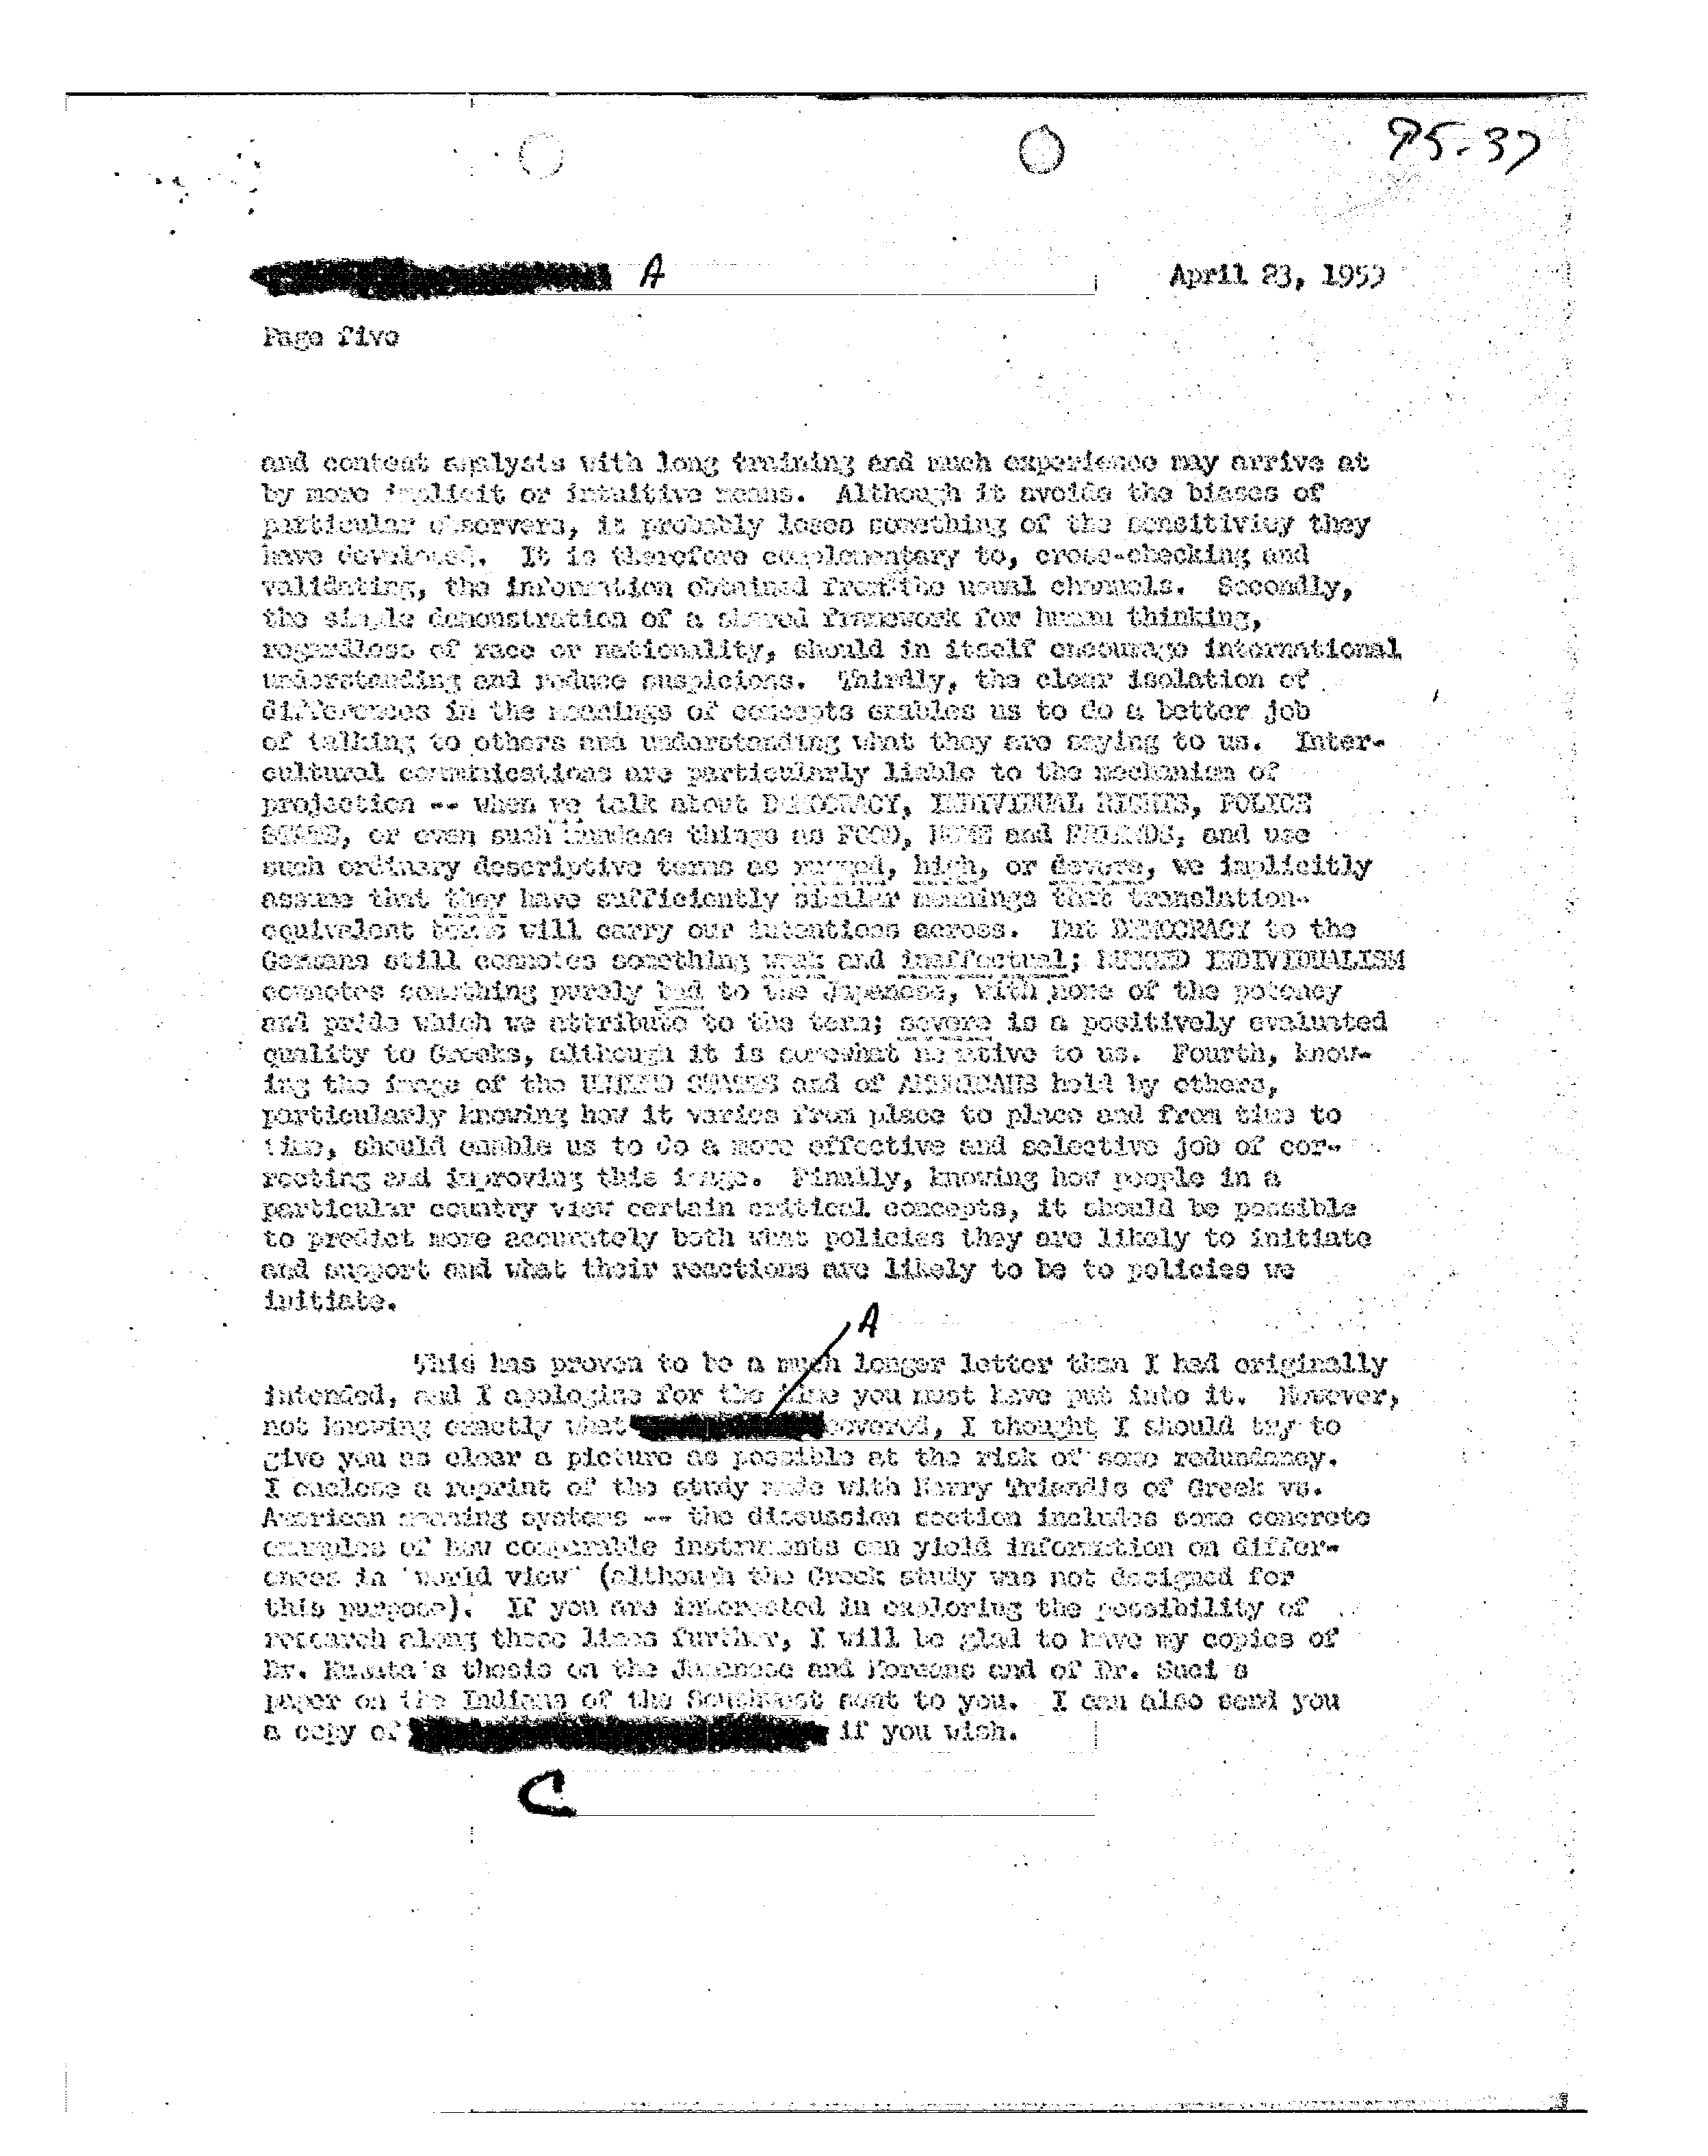 95-37
A
April 23, 1959
Page five
and content analysis with long training and much experience may arrive at
by more implicit or intuitive means. Although it avoids the biases of
particular observers, it probably loses something of the sensitivity they
have developed. It is therefore complementary to, cross-checking and
validating, the information obtained from the usual channels. Secondly,
the simple demonstration of a shared framework for human thinking,
regardless of race or nationality, should in itself encourage international
understanding and reduce suspicions. Thirdly, the clear isolation of
differences in the meanings of concepts enables us to do a better job
of talking to others and understanding what they are saying to us. Inter-
cultural communications are particularly liable to the mechanism of
projection -- when we talk about DEMOCRACY, INDIVIDUAL RIGHTS, POLICE
STATE, or even such mundane things as FOOD, HOME and FRIENDS, and use
such ordinary descriptive terms as rugged, high, or severe, we implicitly
assume that they have sufficiently similar meanings that translation-
equivalent terms will carry our intentions across. But DEMOCRACY to the
Germans still connotes something weak and ineffectual; RUGGED INDIVIDUALISM
connotes something purely bad to the Japanese, with none of the potency
and pride which we attribute to the term; severe is a positively evaluated
quality to Greeks, although it is somewhat negative to us. Fourth, know-
ing the image of the UNITED STATES and of AMERICANS held by others,
particularly knowing how it varies from place to place and from time to
time, should enable us to do a more effective and selective job of cor-
recting and improving this image. Finally, knowing how people in a
particular country view certain critical concepts, it should be possible
to predict more accurately both what policies they are likely to initiate
and support and what their reactions are likely to be to policies we
initiate.
A
This has proven to be a much longer letter than I had originally
intended, and I apologize for the time you must have put into it. However,
not knowing exactly what covered, I thought I should try to
give you as clear a picture as possible at the risk of some redundancy.
I enclose a reprint of the study made with Harry Triandis of Greek vs.
American meaning systems -- the discussion section includes some concrete
examples of how comparable instruments can yield information on differ-
ences in 'world view' (although the Greek study was not designed for
this purpose). If you are interested in exploring the possibility of
research along these lines further, I will be glad to have my copies of
Dr. Kumata's thesis on the Japanese and Koreans and of Dr. Suci's
paper on the Indians of the Southwest sent to you. I can also send you
a copy of if you wish.
C